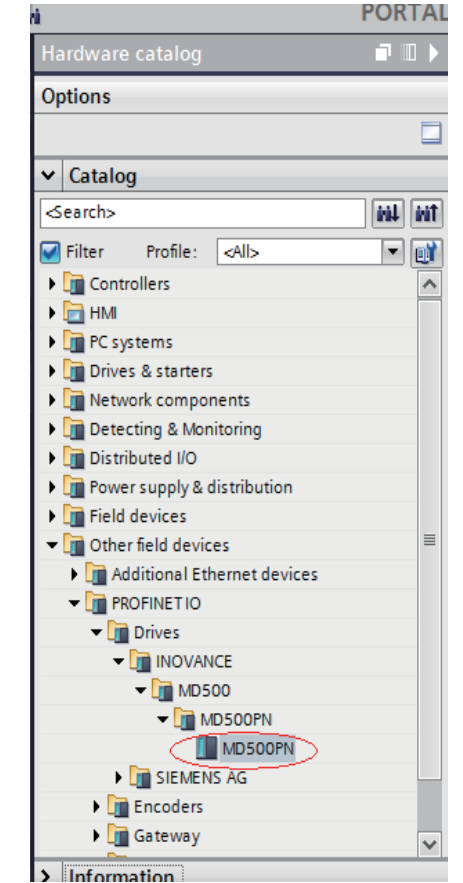 PORTAL
Hardware catalog
Options
Catalog
<Search>
Filter Profile: <All>
Controllers
HMI
PC systems
Drives & starters
Network components
Detecting & Monitoring
Distributed I/O
Power supply & distribution
Field devices
Other field devices
Additional Ethernet devices
PROFINET IO
Drives
INOVANCE
MD500
MD500PN
MD500PN
SIEMENS AG
Encoders
Gateway
Information